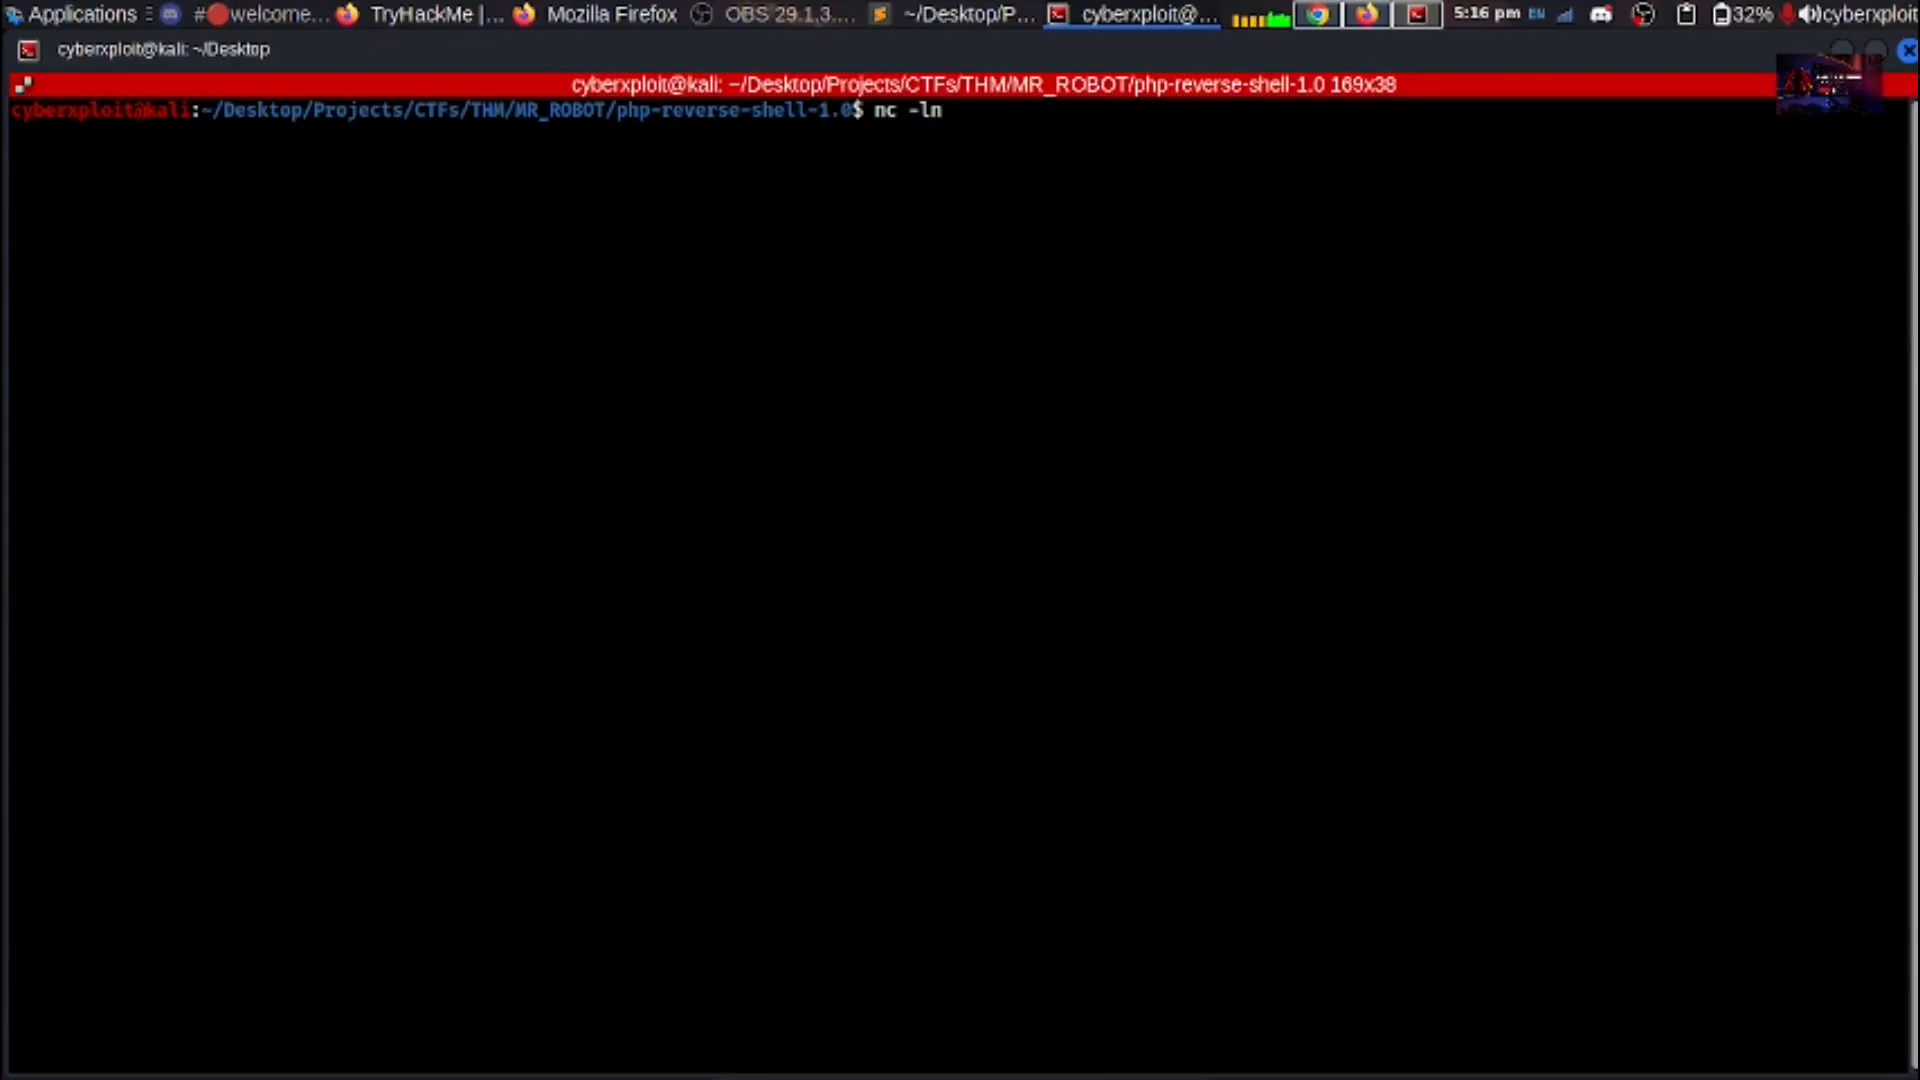 Applications #welcome... TryHackMe |... Mozilla Firefox OBS 29.1.3.... ~/Desktop/P... cyberxploit@... 5:16 pm EN 32% cyberxploit
cyberxploit@kali: ~/Desktop
cyberxploit@kali: ~/Desktop/Projects/CTFs/THM/MR_ROBOT/php-reverse-shell-1.0 169x38
cyberxploit@kali:~/Desktop/Projects/CTFs/THM/MR_ROBOT/php-reverse-shell-1.0$ nc -ln